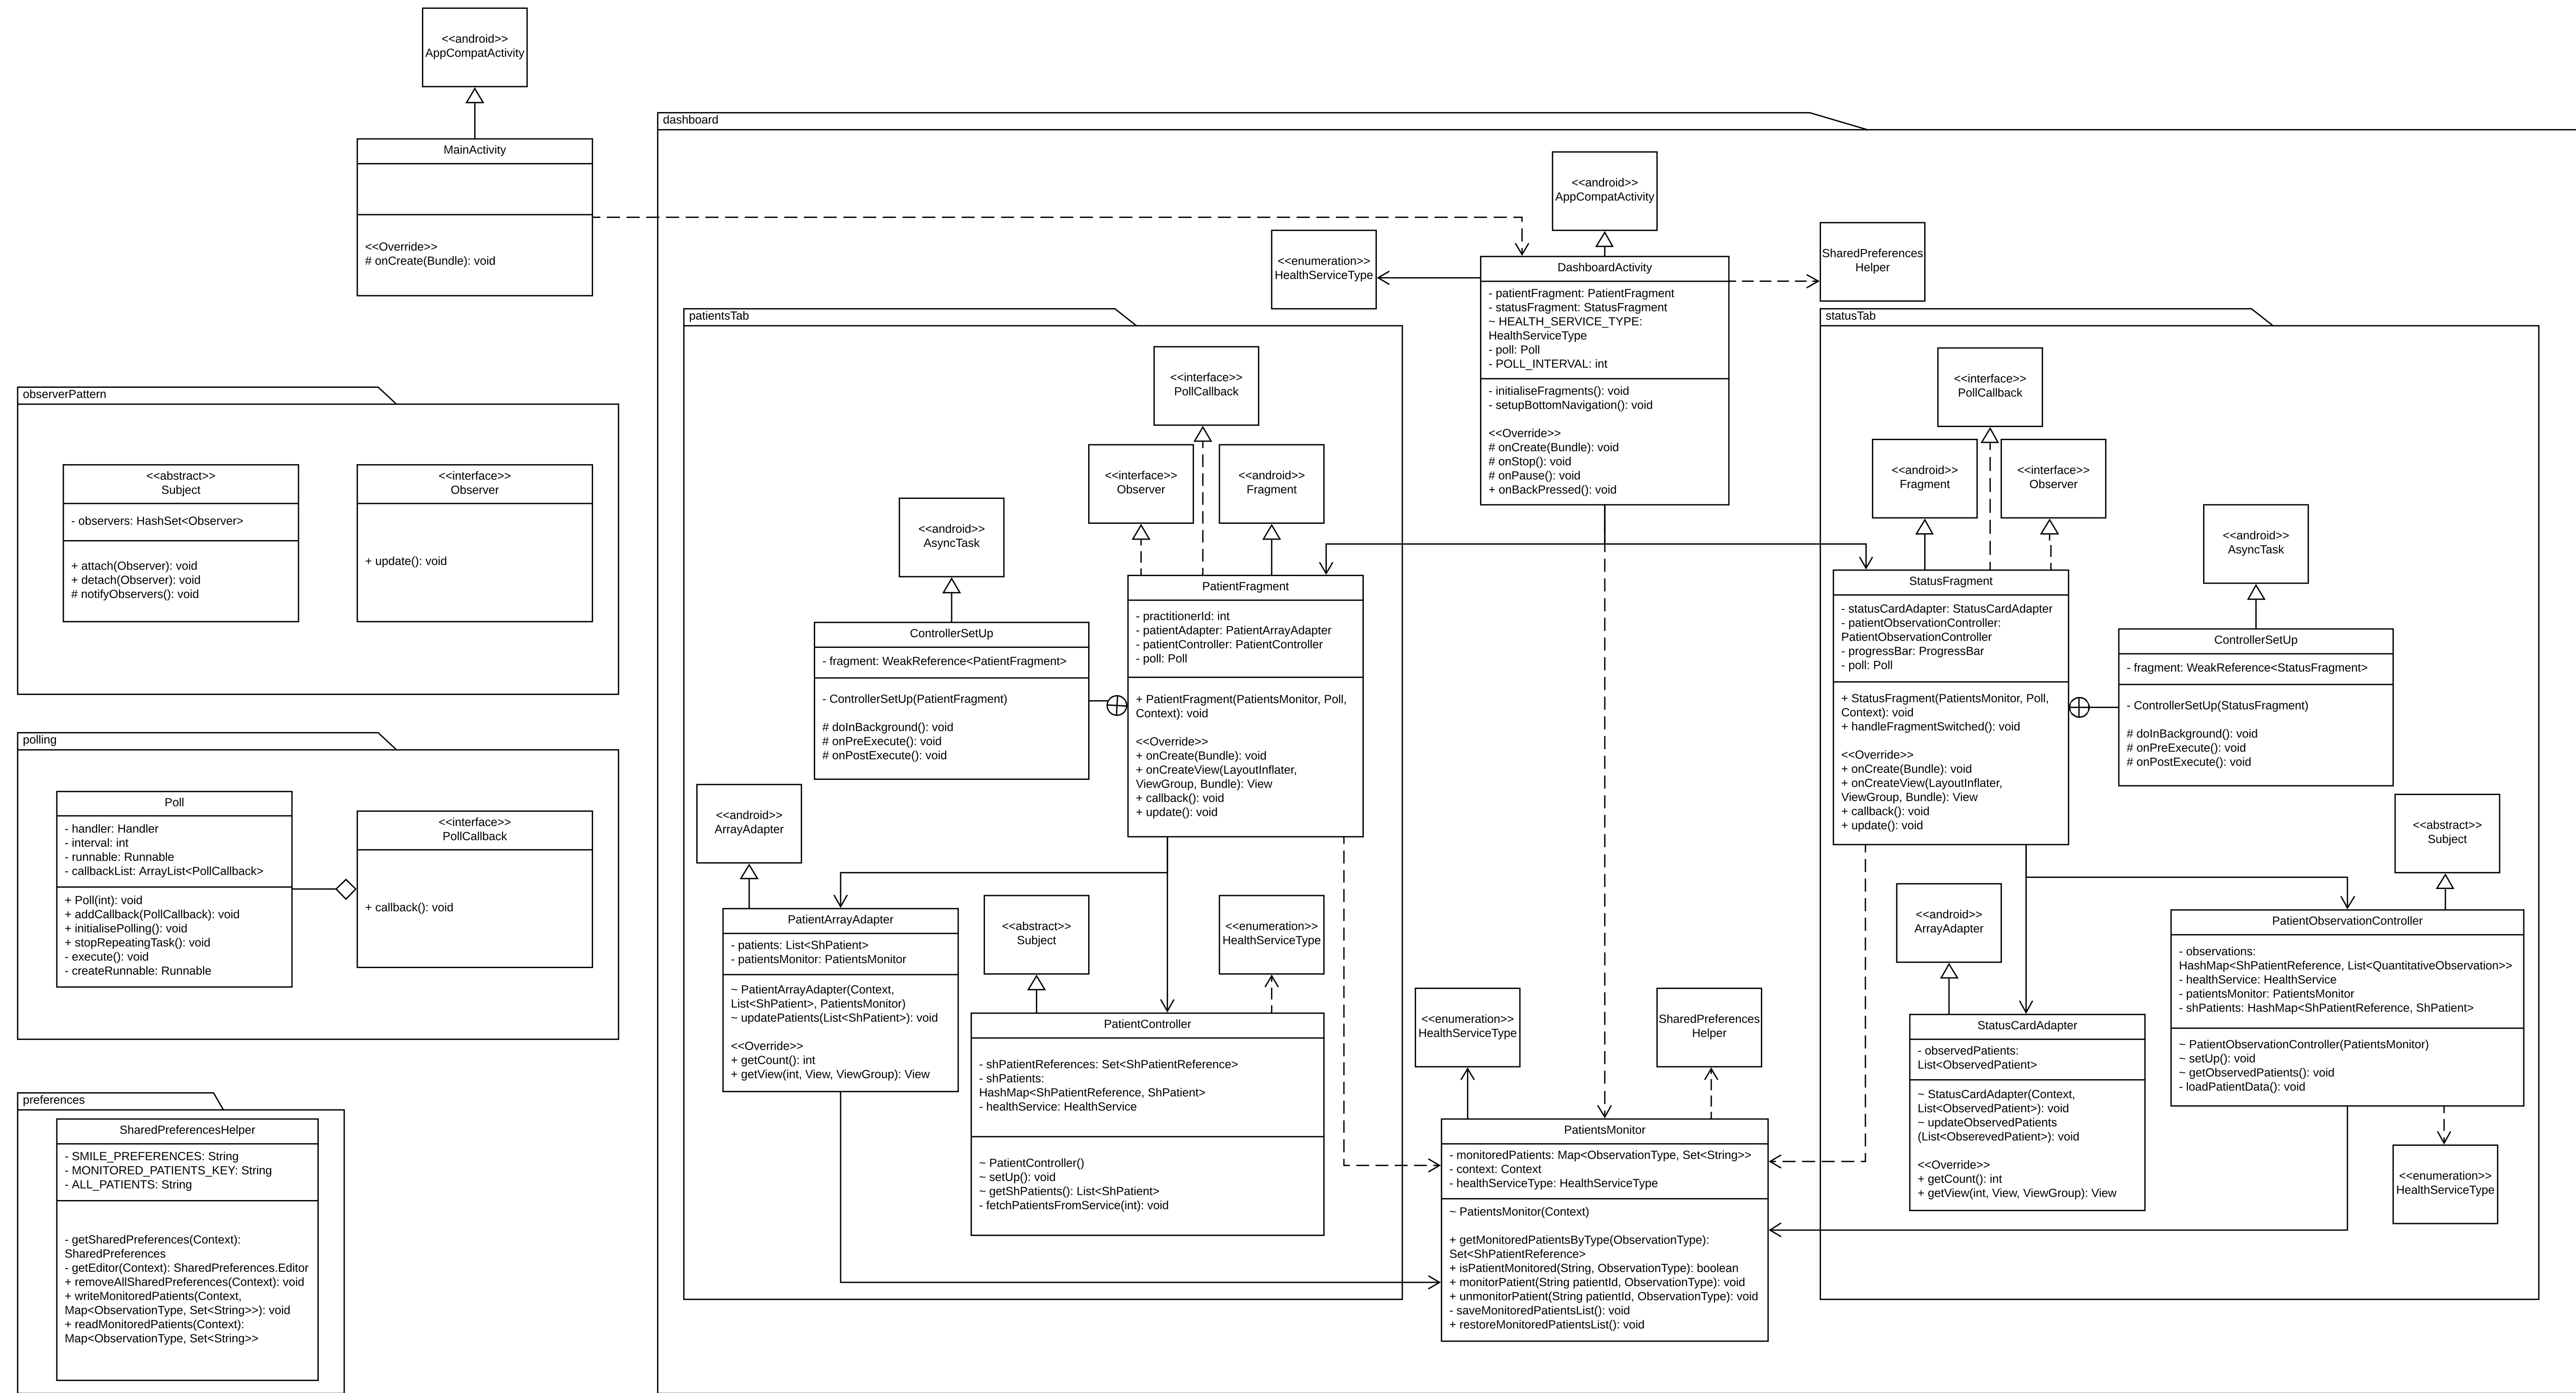 <<android>>
AppCompatActivity
MainActivity
<<Override>>
# onCreate(Bundle): void
observerPattern
<<abstract>>
Subject
- observers: HashSet<Observer>
+ attach(Observer): void
+ detach(Observer): void
# notifyObservers(): void
<<interface>>
Observer
+ update(): void
polling
Poll
- handler: Handler
- interval: int
- runnable: Runnable
- callbackList: ArrayList<PollCallback>
+ Poll(int): void
+ addCallback(PollCallback): void
+ initialisePolling(): void
+ stopRepeatingTask(): void
- execute(): void
- createRunnable: Runnable
<<interface>>
PollCallback
+ callback(): void
preferences
SharedPreferencesHelper
- SMILE_PREFERENCES: String
- MONITORED_PATIENTS_KEY: String
- ALL_PATIENTS: String
- getSharedPreferences(Context):
SharedPreferences
- getEditor(Context): SharedPreferences.Editor
+ removeAllSharedPreferences(Context): void
+ writeMonitoredPatients(Context,
Map<ObservationType, Set<String>>): void
+ readMonitoredPatients(Context):
Map<ObservationType, Set<String>>
dashboard
<<android>>
AppCompatActivity
<<enumeration>>
HealthServiceType
SharedPreferences
Helper
DashboardActivity
- patientFragment: PatientFragment
- statusFragment: StatusFragment
~ HEALTH_SERVICE_TYPE:
HealthServiceType
- poll: Poll
- POLL_INTERVAL: int
- initialiseFragments(): void
- setupBottomNavigation(): void
<<Override>>
# onCreate(Bundle): void
# onStop(): void
# onPause(): void
+ onBackPressed(): void
patientsTab
<<interface>>
PollCallback
<<interface>>
Observer
<<android>>
Fragment
<<android>>
AsyncTask
ControllerSetUp
- fragment: WeakReference<PatientFragment>
- ControllerSetUp(PatientFragment)
# doInBackground(): void
# onPreExecute(): void
# onPostExecute(): void
PatientFragment
- practitionerId: int
- patientAdapter: PatientArrayAdapter
- patientController: PatientController
- poll: Poll
+ PatientFragment(PatientsMonitor, Poll,
Context): void
<<Override>>
+ onCreate(Bundle): void
+ onCreateView(LayoutInflater,
ViewGroup, Bundle): View
+ callback(): void
+ update(): void
<<android>>
ArrayAdapter
PatientArrayAdapter
- patients: List<ShPatient>
- patientsMonitor: PatientsMonitor
~ PatientArrayAdapter(Context,
List<ShPatient>, PatientsMonitor)
~ updatePatients(List<ShPatient>): void
<<Override>>
+ getCount(): int
+ getView(int, View, ViewGroup): View
<<abstract>>
Subject
<<enumeration>>
HealthServiceType
PatientController
- shPatientReferences: Set<ShPatientReference>
- shPatients:
HashMap<ShPatientReference, ShPatient>
- healthService: HealthService
~ PatientController()
~ setUp(): void
~ getShPatients(): List<ShPatient>
- fetchPatientsFromService(int): void
<<enumeration>>
HealthServiceType
SharedPreferences
Helper
PatientsMonitor
- monitoredPatients: Map<ObservationType, Set<String>>
- context: Context
- healthServiceType: HealthServiceType
~ PatientsMonitor(Context)
+ getMonitoredPatientsByType(ObservationType):
Set<ShPatientReference>
+ isPatientMonitored(String, ObservationType): boolean
+ monitorPatient(String patientId, ObservationType): void
+ unmonitorPatient(String patientId, ObservationType): void
- saveMonitoredPatientsList(): void
+ restoreMonitoredPatientsList(): void
statusTab
<<interface>>
PollCallback
<<android>>
Fragment
<<interface>>
Observer
<<android>>
AsyncTask
StatusFragment
- statusCardAdapter: StatusCardAdapter
- patientObservationController:
PatientObservationController
- progressBar: ProgressBar
- poll: Poll
+ StatusFragment(PatientsMonitor, Poll,
Context): void
+ handleFragmentSwitched(): void
<<Override>>
+ onCreate(Bundle): void
+ onCreateView(LayoutInflater,
ViewGroup, Bundle): View
+ callback(): void
+ update(): void
ControllerSetUp
- fragment: WeakReference<StatusFragment>
- ControllerSetUp(StatusFragment)
# doInBackground(): void
# onPreExecute(): void
# onPostExecute(): void
<<abstract>>
Subject
<<android>>
ArrayAdapter
StatusCardAdapter
- observedPatients:
List<ObservedPatient>
~ StatusCardAdapter(Context,
List<ObservedPatient>): void
~ updateObservedPatients
(List<ObserevedPatient>): void
<<Override>>
+ getCount(): int
+ getView(int, View, ViewGroup): View
PatientObservationController
- observations:
HashMap<ShPatientReference, List<QuantitativeObservation>>
- healthService: HealthService
- patientsMonitor: PatientsMonitor
- shPatients: HashMap<ShPatientReference, ShPatient>
~ PatientObservationController(PatientsMonitor)
~ setUp(): void
~ getObservedPatients(): void
- loadPatientData(): void
<<enumeration>>
HealthServiceType